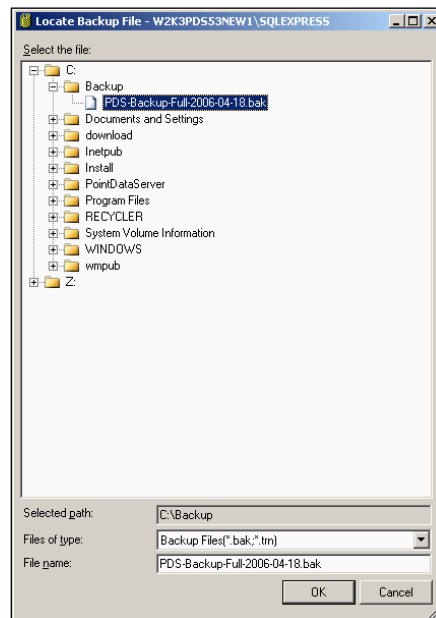 Locate Backup File - W2K3PDS53NEW1\SQLEXPRESS
Select the file:
C:
Backup
PDS-Backup-Full-2006-04-18.bak
Documents and Settings
download
Inetpub
Install
PointDataServer
Program Files
RECYCLER
System Volume Information
WINDOWS
wmpub
Z:
Selected path: C:\Backup
Files of type: Backup Files(*.bak;*.trn)
File name: PDS-Backup-Full-2006-04-18.bak
OK Cancel